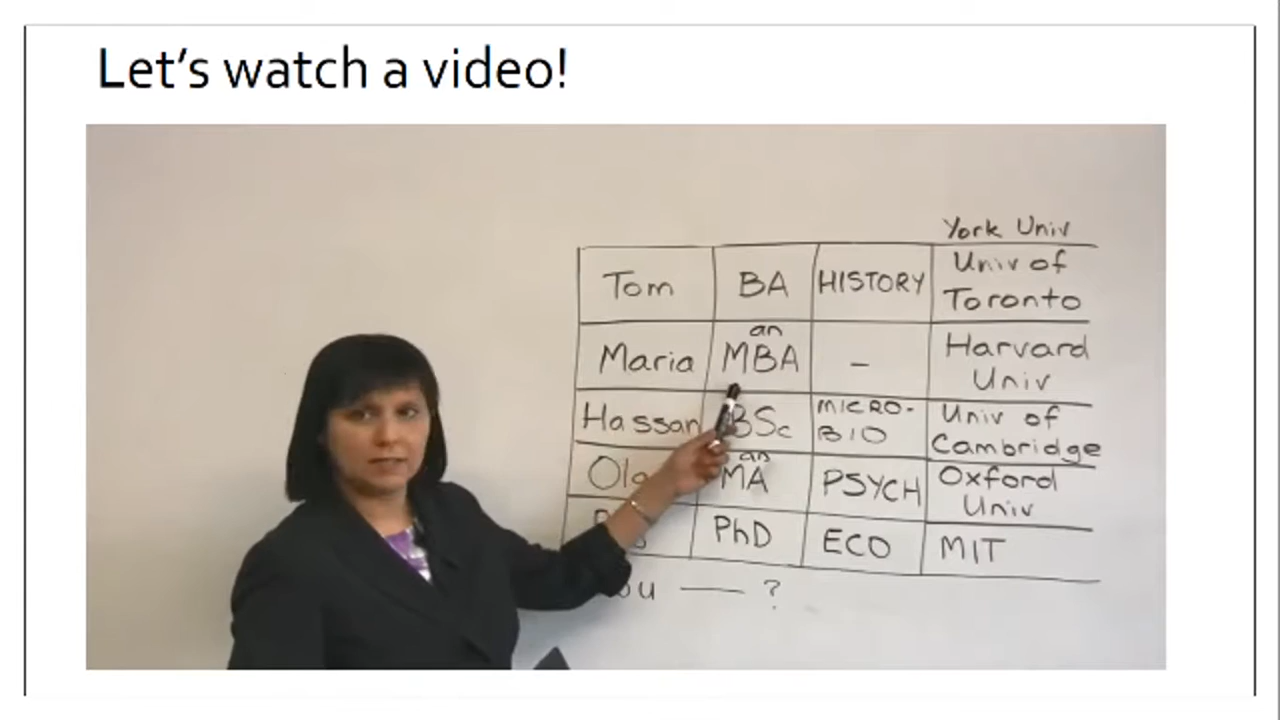 Let's watch a video!
York Univ
Tom BA HISTORY Univ of
Toronto
an
Maria MBA – Harvard
Univ
Hassan BSc MICRO-
BIO Univ of
Cambridge
an
MA PSYCH Oxford
Univ
PhD ECO MIT
?